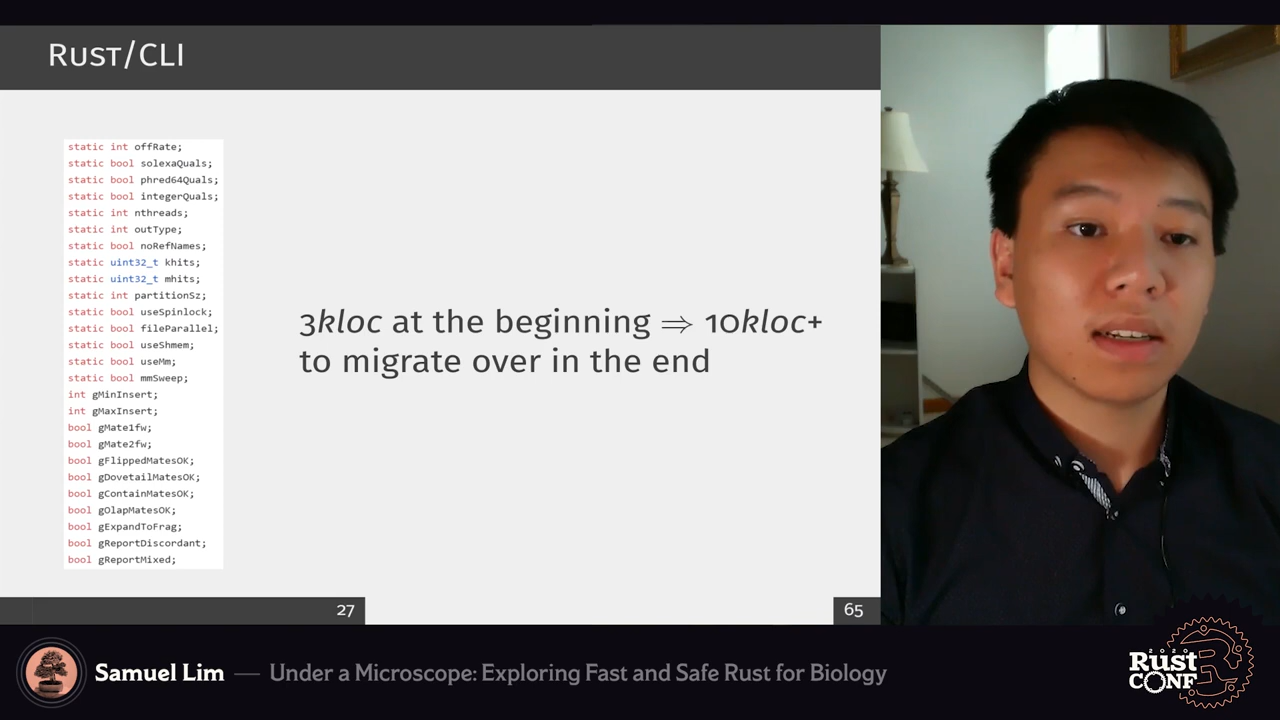 Rust/CLI
static int offRate;
static bool solexaQuals;
static bool phred64Quals;
static bool integerQuals;
static int nthreads;
static int outType;
static bool noRefNames;
static uint32_t khits;
static uint32_t mhits;
static int partitionSz;
static bool useSpinlock;
static bool fileParallel;
static bool useShmem;
static bool useMm;
static bool mmSweep;
int gMinInsert;
int gMaxInsert;
bool gMate1fw;
bool gMate2fw;
bool gFlippedMatesOK;
bool gDovetailMatesOK;
bool gContainMatesOK;
bool gOlapMatesOK;
bool gExpandToFrag;
bool gReportDiscordant;
bool gReportMixed;
3kloc at the beginning ⇒ 10kloc+
to migrate over in the end
27
65
Samuel Lim — Under a Microscope: Exploring Fast and Safe Rust for Biology
2020
Rust
CONF